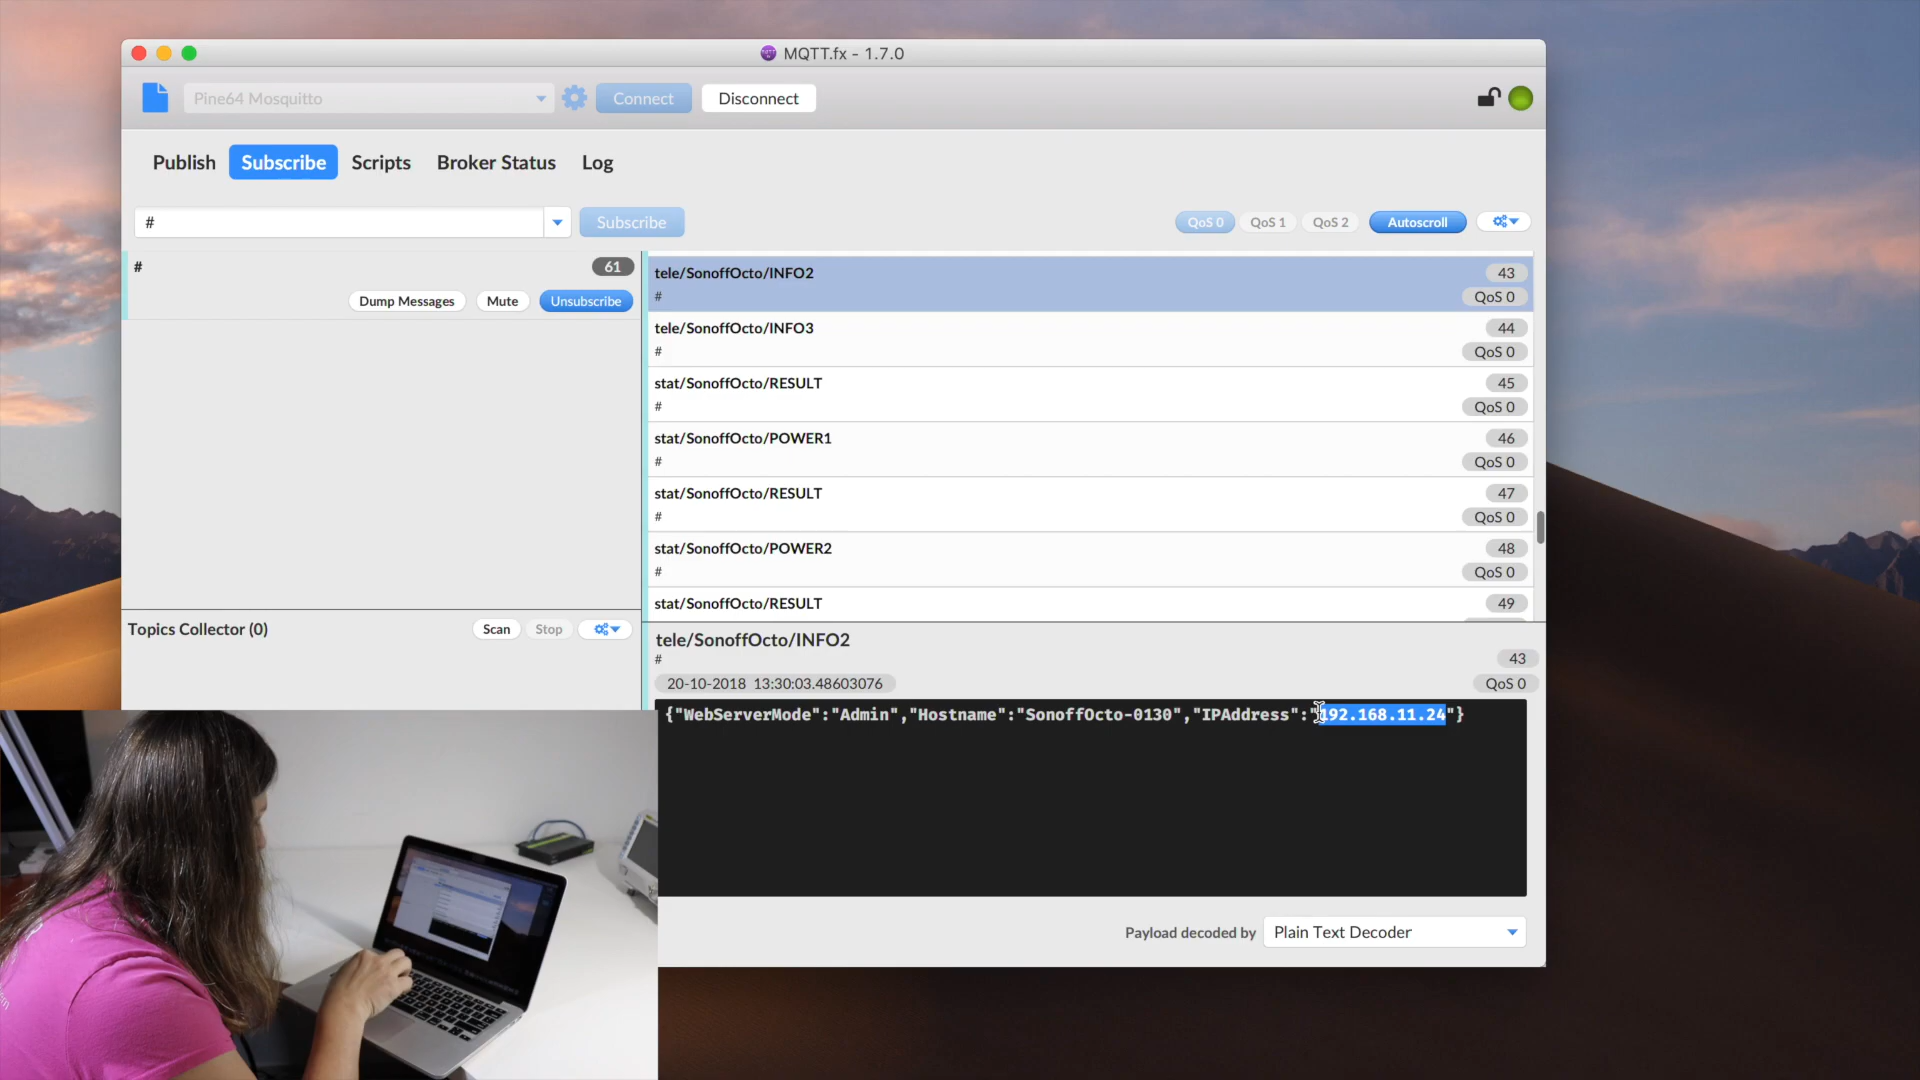 MQTT.fx - 1.7.0
Pine64 Mosquitto
Connect
Disconnect
Publish
Subscribe
Scripts
Broker Status
Log
#
Subscribe
QoS 0
QoS 1
QoS 2
Autoscroll
#
61
Dump Messages
Mute
Unsubscribe
tele/SonoffOcto/INFO2
43
#
QoS 0
tele/SonoffOcto/INFO3
44
#
QoS 0
stat/SonoffOcto/RESULT
45
#
QoS 0
stat/SonoffOcto/POWER1
46
#
QoS 0
stat/SonoffOcto/RESULT
47
#
QoS 0
stat/SonoffOcto/POWER2
48
#
QoS 0
stat/SonoffOcto/RESULT
49
Topics Collector (0)
Scan
Stop
tele/SonoffOcto/INFO2
#
43
20-10-2018 13:30:03.48603076
QoS 0
{"WebServerMode":"Admin","Hostname":"SonoffOcto-0130","IPAddress":"192.168.11.24"}
Payload decoded by
Plain Text Decoder